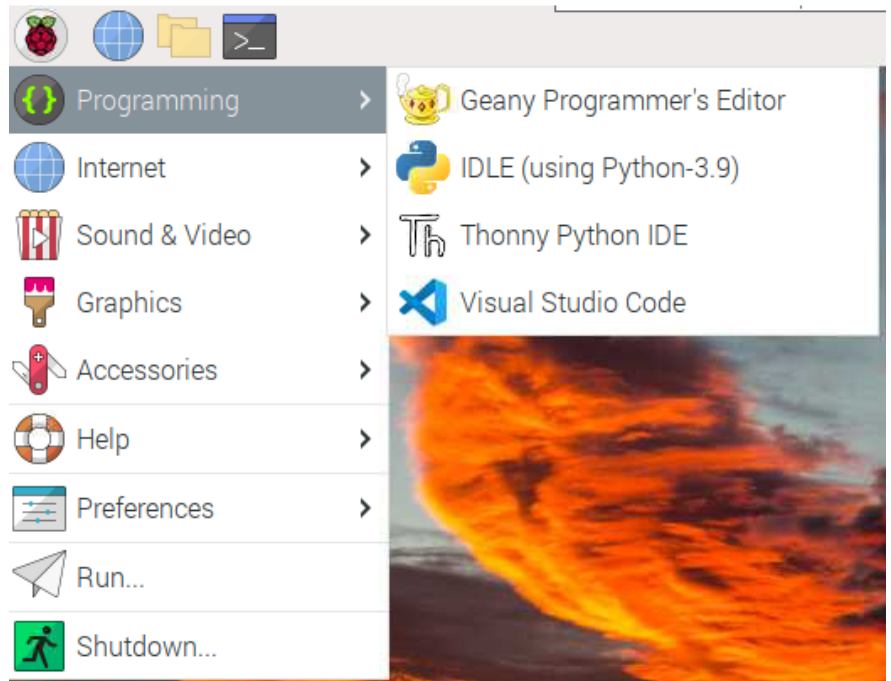 >_
Programming
Internet
Sound & Video
Graphics
Accessories
Help
Preferences
Run...
Shutdown...
Geany Programmer's Editor
IDLE (using Python-3.9)
Th Thonny Python IDE
Visual Studio Code